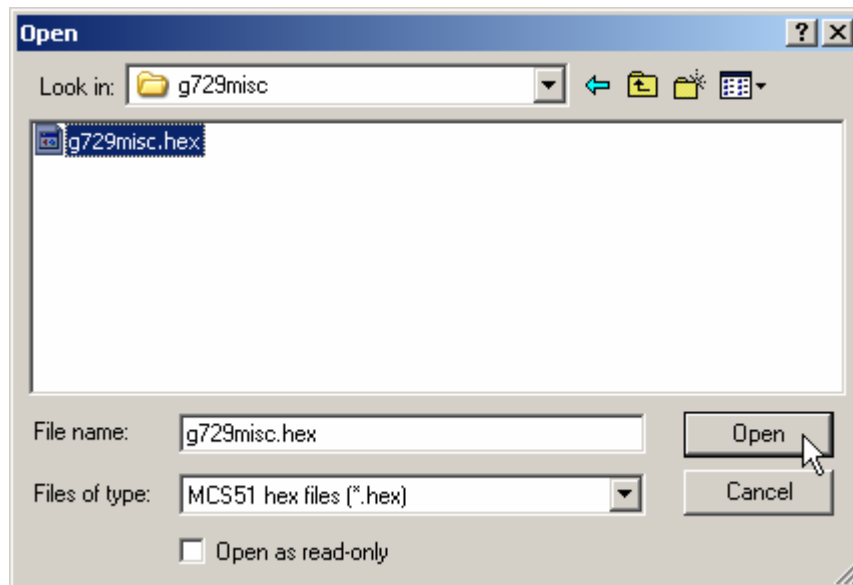 Open
Look in: g729misc
g729misc.hex
File name: g729misc.hex Open
Files of type: MCS51 hex files (*.hex) Cancel
Open as read-only